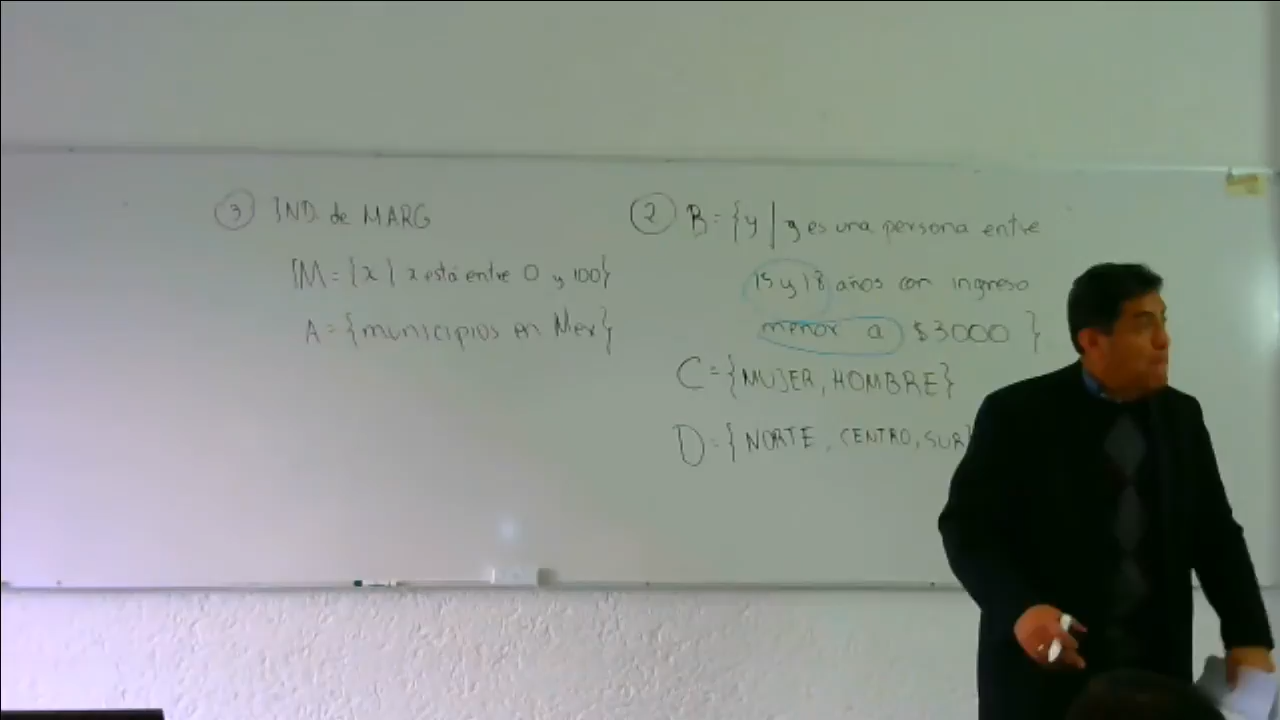 3 IND. de MARG
IM = {x | x está entre 0 y 100}
A = {municipios en Mex}
2 B = {y | y es una persona entre
15 y 18 años con ingreso
menor a $3000 }
C = {MUJER, HOMBRE}
D = {NORTE, CENTRO, SUR}